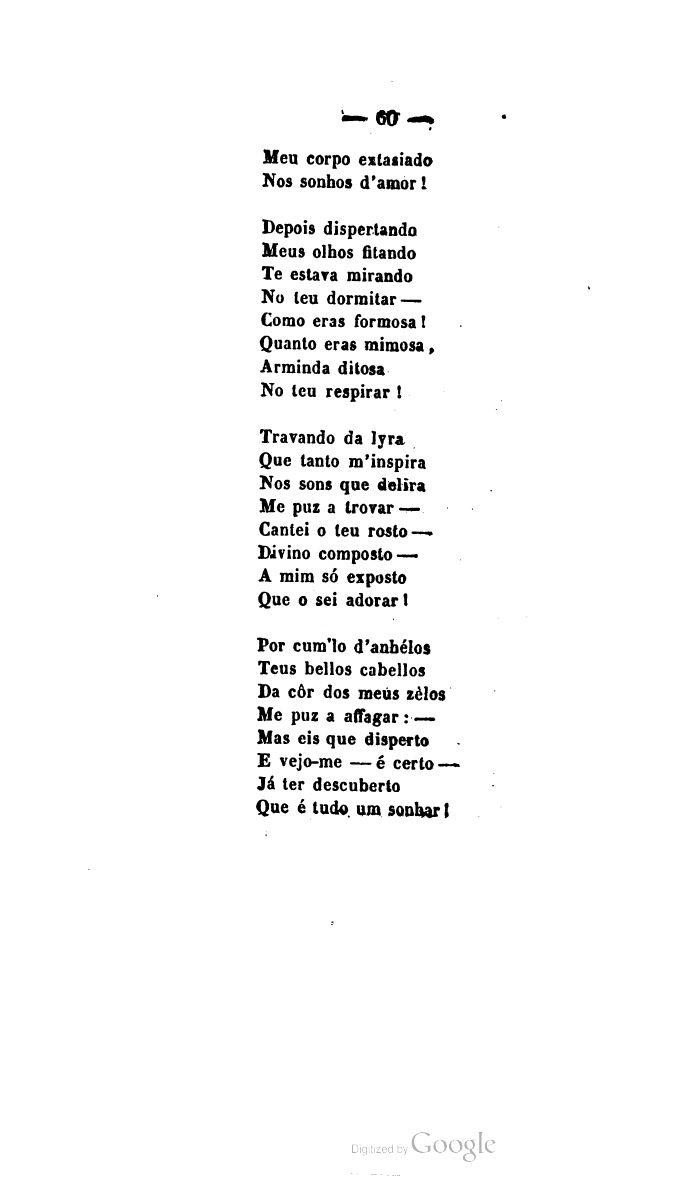 — 60 —
Meu corpo extasiado
Nos sonhos d'amor !
Depois dispertando
Meus olhos fitando
Te estava mirando
No teu dormitar —
Como eras formosa !
Quanto eras mimosa ,
Arminda ditosa
No teu respirar !
Travando da lyra
Que tanto m'inspira
Nos sons que delira
Me puz a trovar —
Cantei o teu rosto —
Divino composto —
A mim só exposto
Que o sei adorar !
Por cum'lo d'anhélos
Teus bellos cabellos
Da côr dos meus zèlos
Me puz a affagar : —
Mas eis que disperto
E vejo-me — é certo —
Já ter descuberto
Que é tudo um sonhar !
Digitized by Google